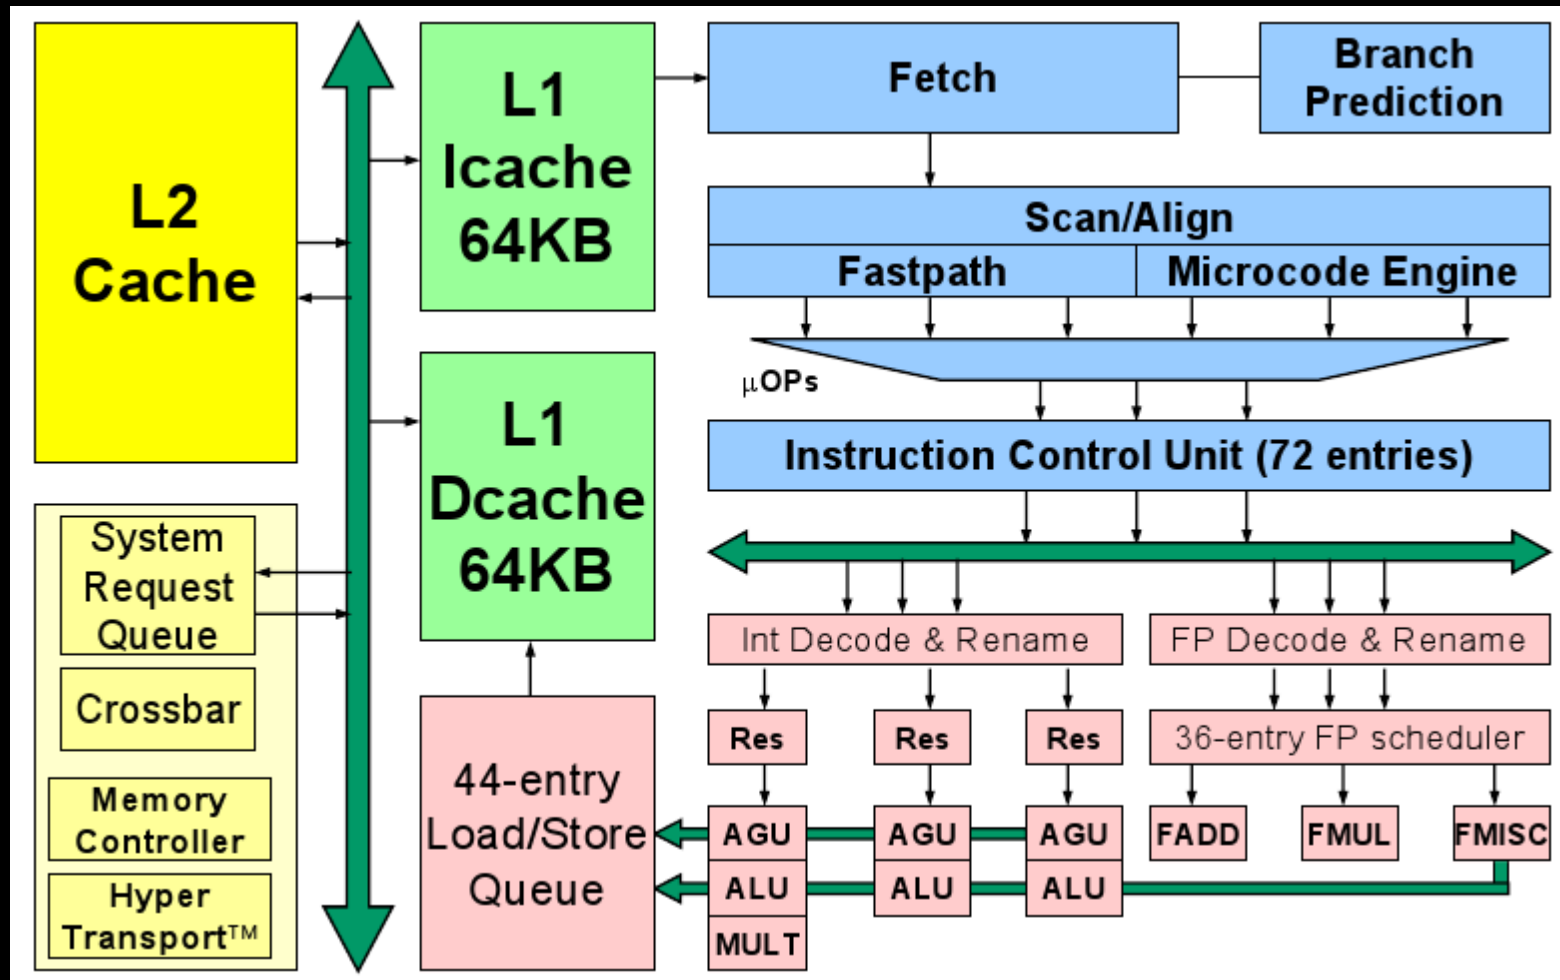 L2
Cache
System
Request
Queue
Crossbar
Memory
Controller
Hyper
Transport™
L1
Icache
64KB
L1
Dcache
64KB
44-entry
Load/Store
Queue
Fetch
Branch
Prediction
Scan/Align
Fastpath
Microcode Engine
μOPs
Instruction Control Unit (72 entries)
Int Decode & Rename
FP Decode & Rename
Res
Res
Res
36-entry FP scheduler
AGU
AGU
AGU
FADD
FMUL
FMISC
ALU
ALU
ALU
MULT